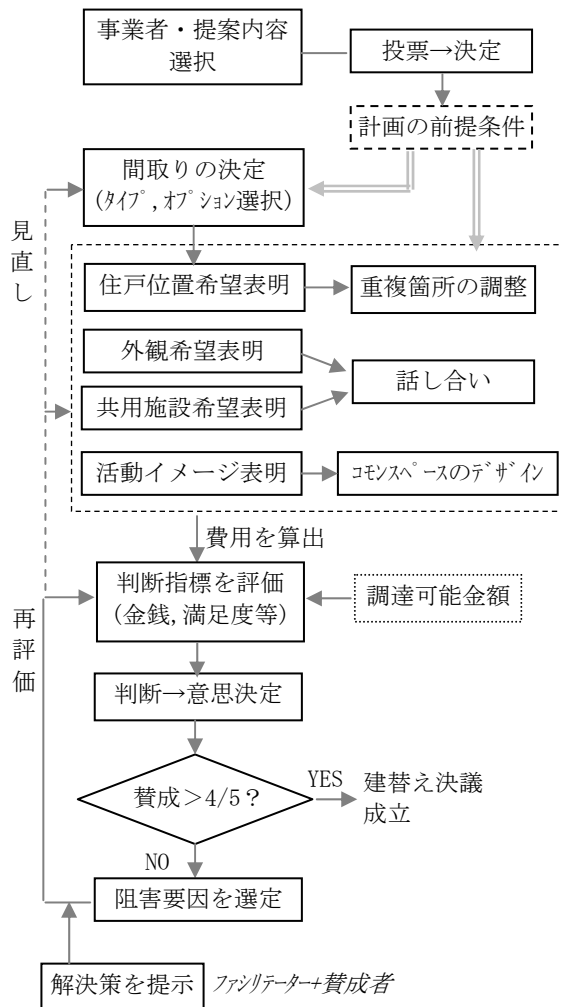 事業者・提案内容
選択
投票→決定
計画の前提条件
間取りの決定
(ﾀｲﾌﾟ,ｵﾌﾟｼｮﾝ選択)
見直し
住戸位置希望表明
重複箇所の調整
外観希望表明
話し合い
共用施設希望表明
活動イメージ表明
ｺﾓﾝｽﾍﾟｰｽのﾃﾞｻﾞｲﾝ
費用を算出
判断指標を評価
(金銭,満足度等)
調達可能金額
再評価
判断→意思決定
賛成＞4/5？
YES
建替え決議
成立
NO
阻害要因を選定
解決策を提示
ﾌｧｼﾘﾃｰﾀｰ+賛成者